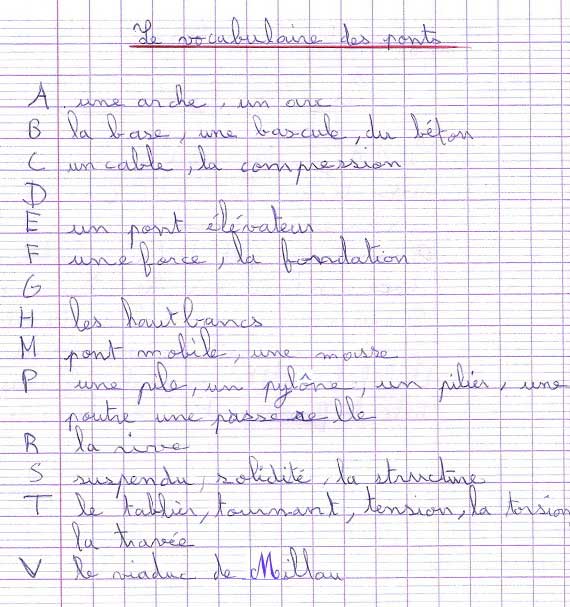 Le vocabulaire des ponts
A une arche, un arc
B la base, une bascule, du béton
C un cable, la compression
D
E un pont élévateur
F une force, la fondation
G
H les hautbancs
M pont mobile, une masse
P une pile, un pylône, un pilier, une
poutre une passerelle
R la rive
S suspendu, solidité, la structure
T le tablier, tournant, tension, la torsion
la travée
V le viaduc de Millau